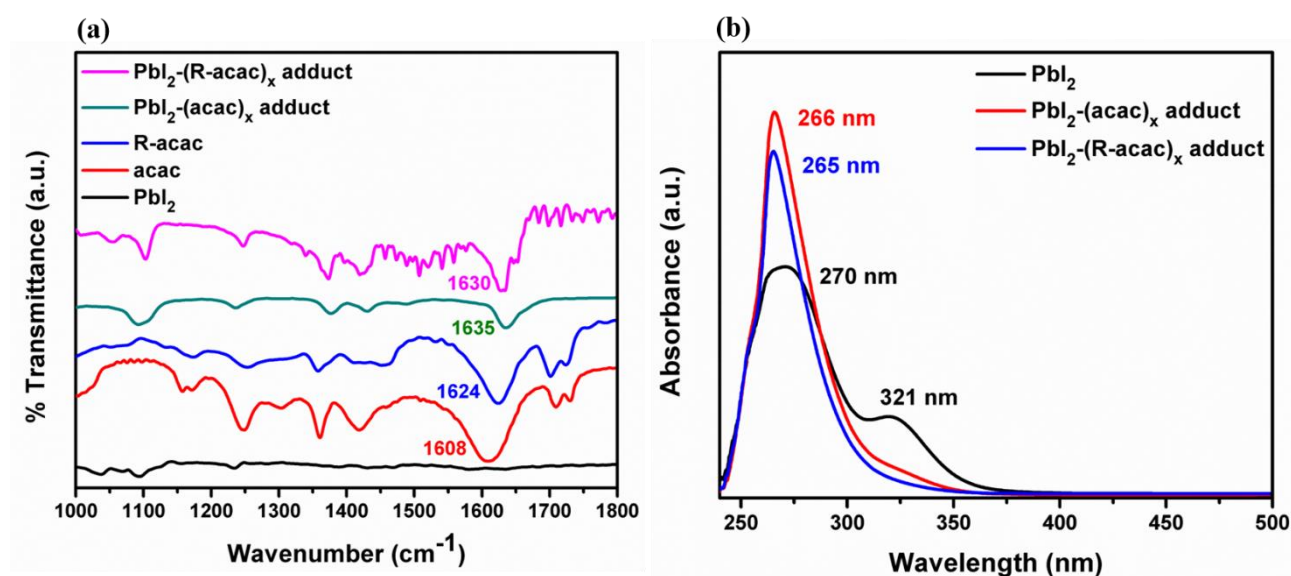 (a)
PbI₂-(R-acac)ₓ adduct
PbI₂-(acac)ₓ adduct
R-acac
acac
PbI₂
1630
1635
1624
1608
% Transmittance (a.u.)
1000 1100 1200 1300 1400 1500 1600 1700 1800
Wavenumber (cm⁻¹)
(b)
PbI₂
PbI₂-(acac)ₓ adduct
PbI₂-(R-acac)ₓ adduct
266 nm
265 nm
270 nm
321 nm
Absorbance (a.u.)
250 300 350 400 450 500
Wavelength (nm)